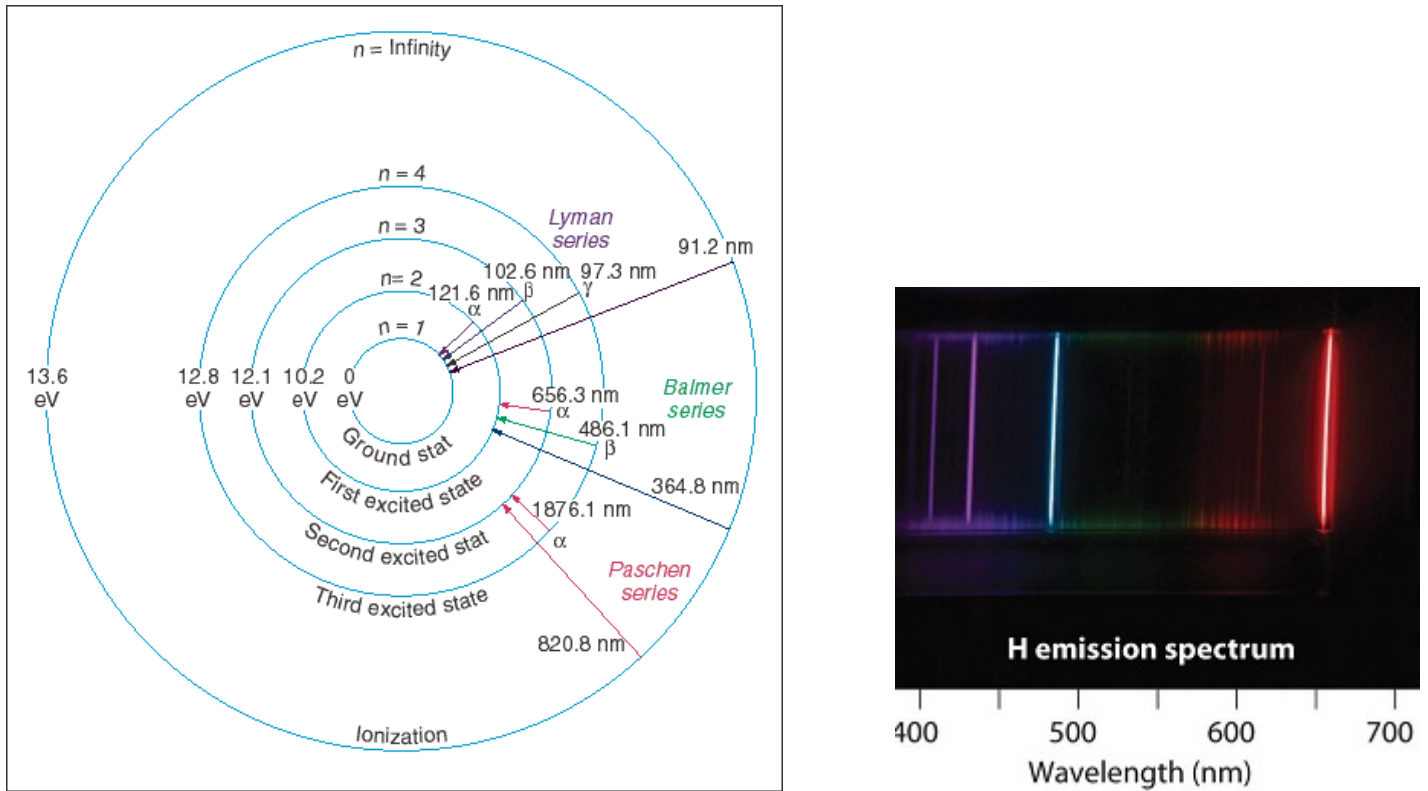 n = Infinity
n = 4
n = 3
n= 2
n = 1
Lyman
series
91.2 nm
102.6 nm
β
97.3 nm
γ
121.6 nm
α
13.6
eV
12.8
eV
12.1
eV
10.2
eV
0
eV
656.3 nm
α
Balmer
series
486.1 nm
β
364.8 nm
Ground stat
First excited state
Second excited stat
Third excited state
1876.1 nm
α
Paschen
series
820.8 nm
Ionization
H emission spectrum
400
500
600
700
Wavelength (nm)